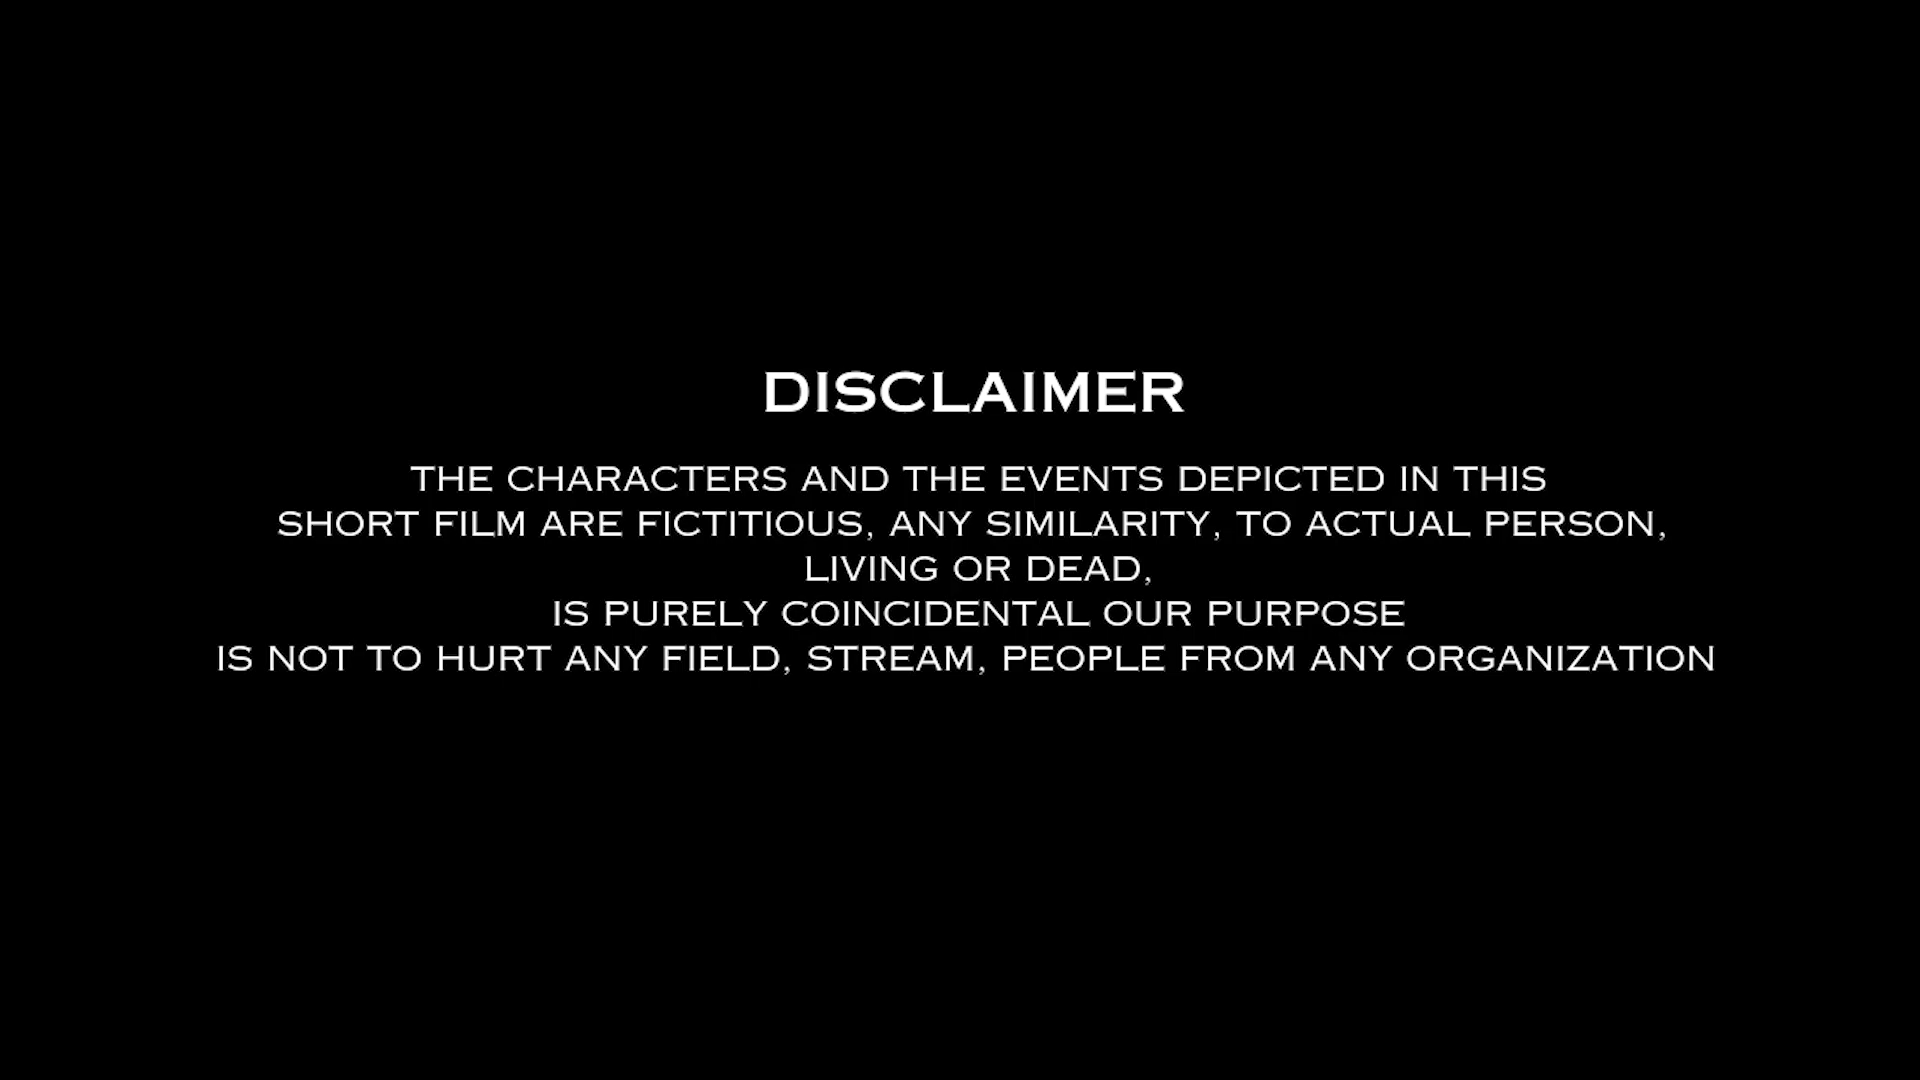 DISCLAIMER
THE CHARACTERS AND THE EVENTS DEPICTED IN THIS
SHORT FILM ARE FICTITIOUS, ANY SIMILARITY, TO ACTUAL PERSON,
LIVING OR DEAD,
IS PURELY COINCIDENTAL OUR PURPOSE
IS NOT TO HURT ANY FIELD, STREAM, PEOPLE FROM ANY ORGANIZATION